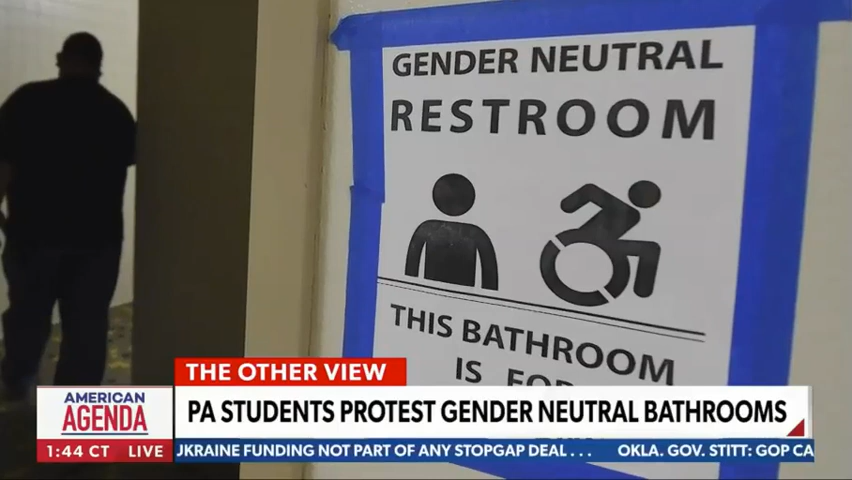 GENDER NEUTRAL
RESTROOM
THIS BATHROOM
IS FOR
THE OTHER VIEW
AMERICAN
AGENDA
PA STUDENTS PROTEST GENDER NEUTRAL BATHROOMS
1:44 CT LIVE
UKRAINE FUNDING NOT PART OF ANY STOPGAP DEAL . . . OKLA. GOV. STITT: GOP CA